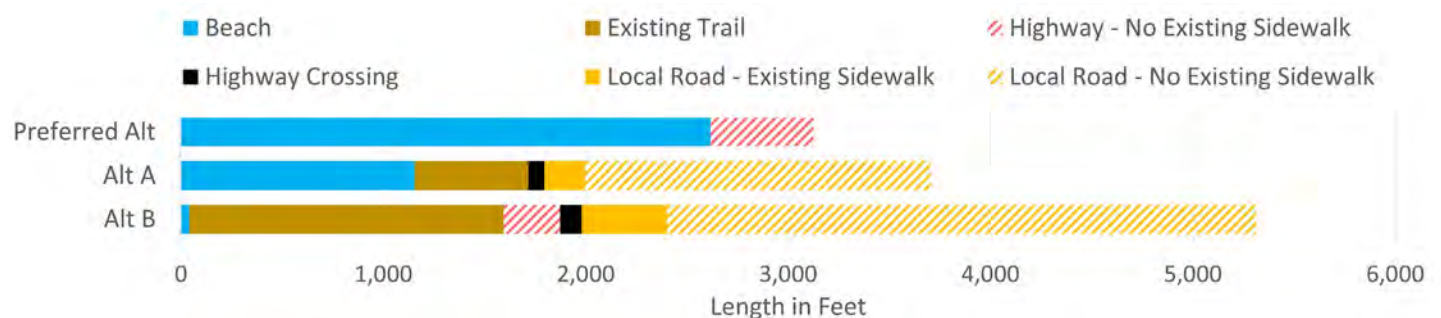 Beach Existing Trail Highway - No Existing Sidewalk
Highway Crossing Local Road - Existing Sidewalk Local Road - No Existing Sidewalk
Preferred Alt
Alt A
Alt B
0 1,000 2,000 3,000 4,000 5,000 6,000
Length in Feet